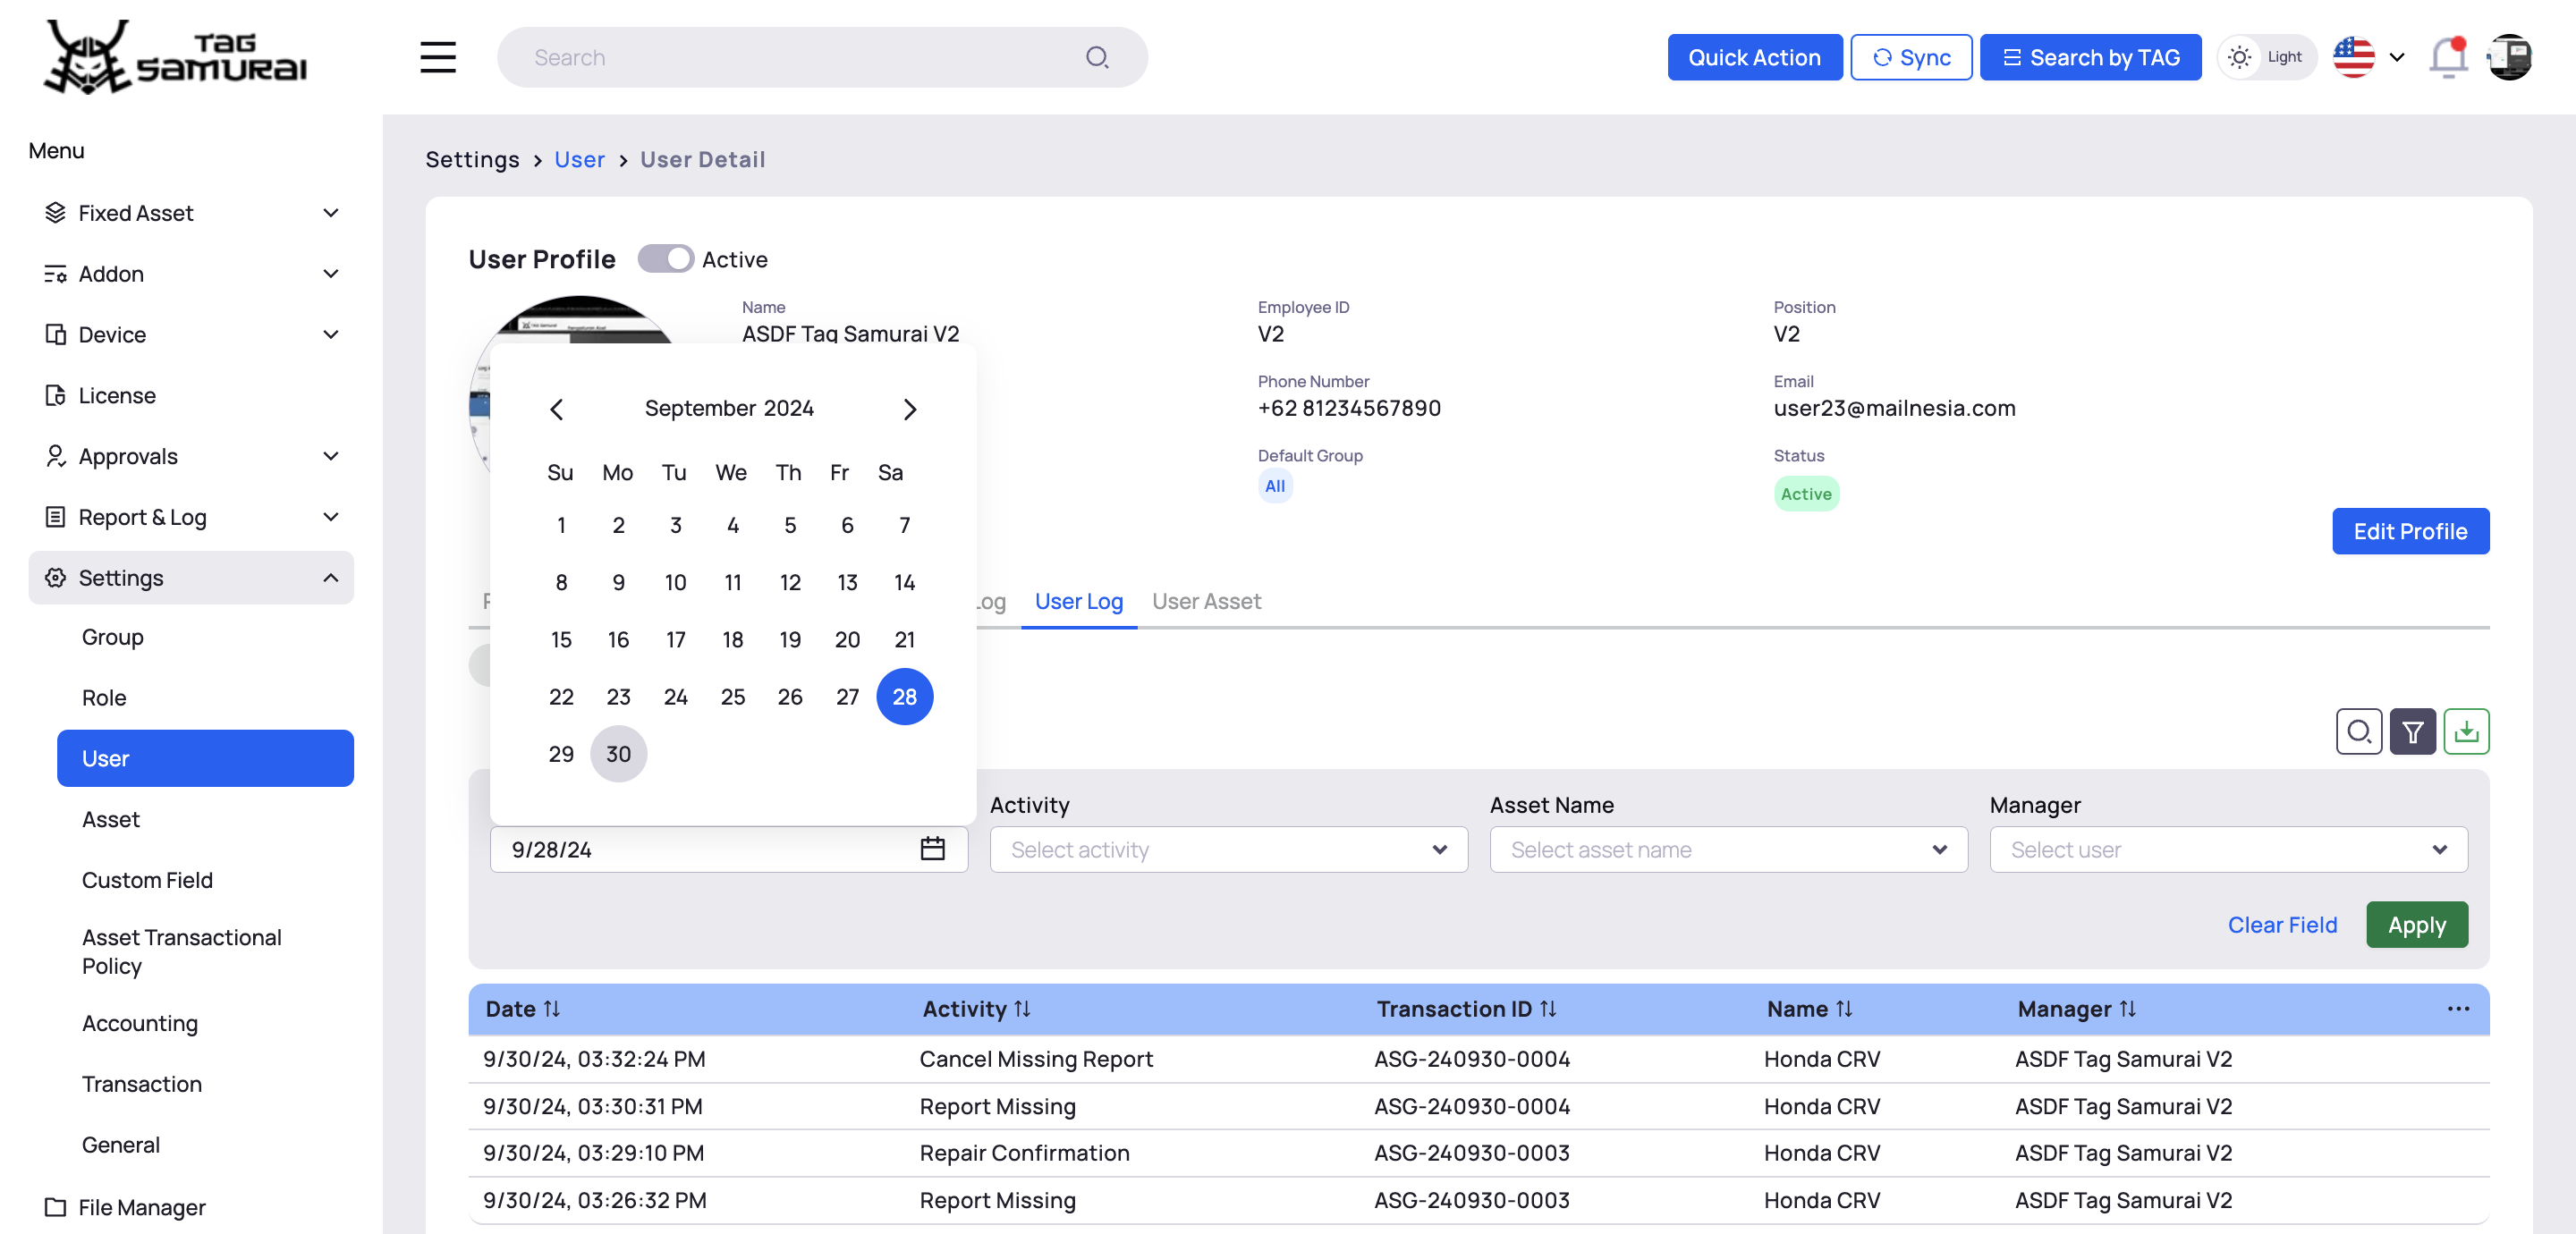 TAG SAMURAI
Search
Quick Action
Sync
Search by TAG
Light
Menu
Fixed Asset
Addon
Device
License
Approvals
Report & Log
Settings
Group
Role
User
Asset
Custom Field
Asset Transactional
Policy
Accounting
Transaction
General
File Manager
Settings > User > User Detail
User Profile
Active
Name
ASDF Tag Samurai V2
Employee ID
V2
Position
V2
Phone Number
+62 81234567890
Email
user23@mailnesia.com
Default Group
All
Status
Active
Edit Profile
September 2024
Su Mo Tu We Th Fr Sa
1 2 3 4 5 6 7
8 9 10 11 12 13 14
15 16 17 18 19 20 21
22 23 24 25 26 27 28
29 30
User Log
User Asset
9/28/24
Activity
Select activity
Asset Name
Select asset name
Manager
Select user
Clear Field
Apply
Date Activity Transaction ID Name Manager
9/30/24, 03:32:24 PM Cancel Missing Report ASG-240930-0004 Honda CRV ASDF Tag Samurai V2
9/30/24, 03:30:31 PM Report Missing ASG-240930-0004 Honda CRV ASDF Tag Samurai V2
9/30/24, 03:29:10 PM Repair Confirmation ASG-240930-0003 Honda CRV ASDF Tag Samurai V2
9/30/24, 03:26:32 PM Report Missing ASG-240930-0003 Honda CRV ASDF Tag Samurai V2